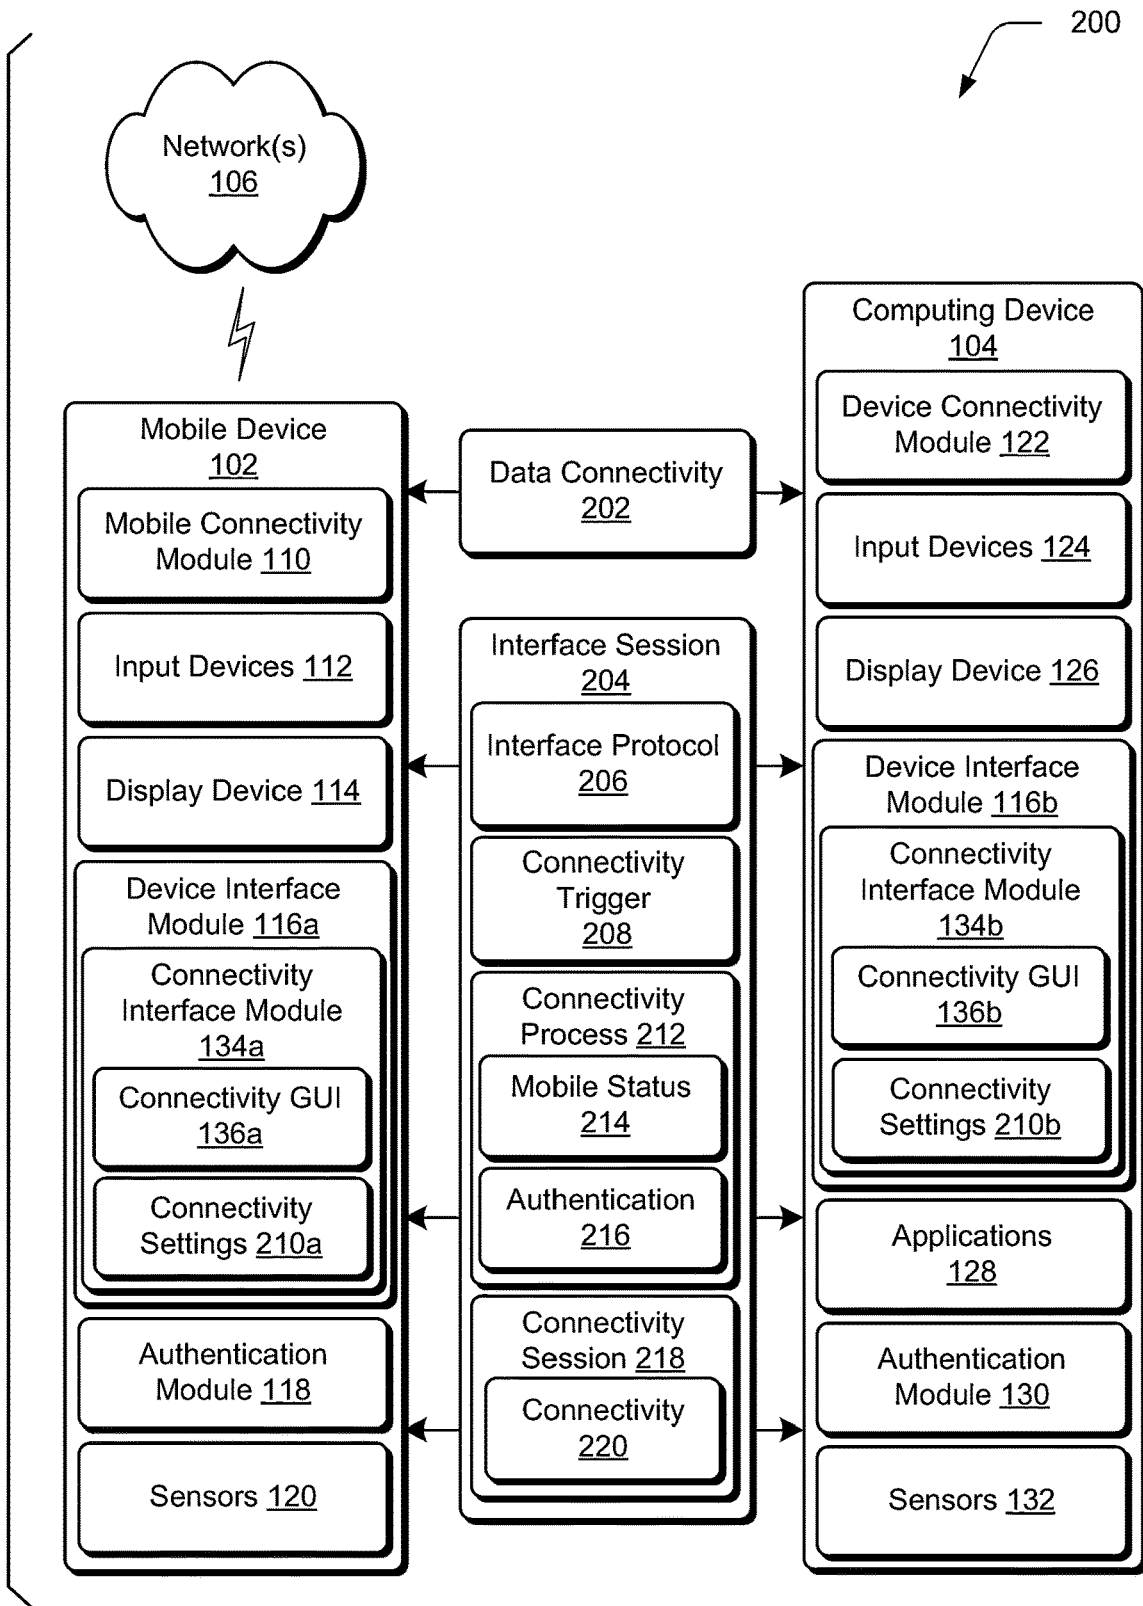 200
Network(s)
106
Mobile Device
102
Mobile Connectivity
Module 110
Input Devices 112
Display Device 114
Device Interface
Module 116a
Connectivity
Interface Module
134a
Connectivity GUI
136a
Connectivity
Settings 210a
Authentication
Module 118
Sensors 120
Data Connectivity
202
Interface Session
204
Interface Protocol
206
Connectivity
Trigger
208
Connectivity
Process 212
Mobile Status
214
Authentication
216
Connectivity
Session 218
Connectivity
220
Computing Device
104
Device Connectivity
Module 122
Input Devices 124
Display Device 126
Device Interface
Module 116b
Connectivity
Interface Module
134b
Connectivity GUI
136b
Connectivity
Settings 210b
Applications
128
Authentication
Module 130
Sensors 132